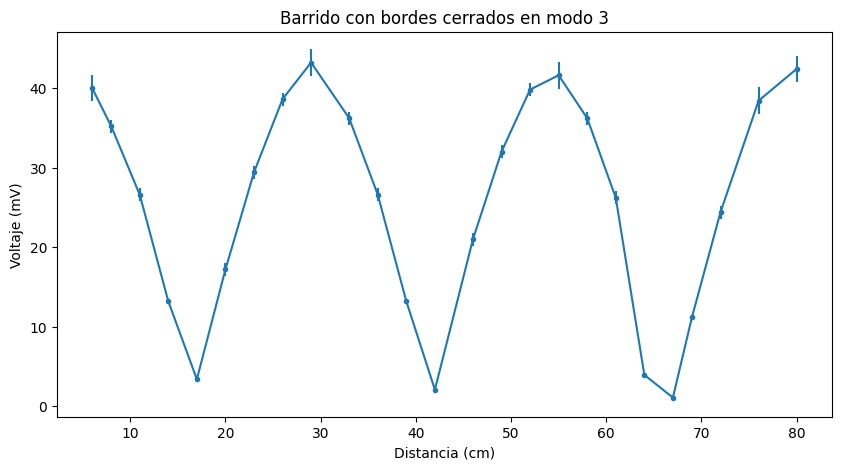 Barrido con bordes cerrados en modo 3
Voltaje (mV)
40
30
20
10
0
10 20 30 40 50 60 70 80
Distancia (cm)